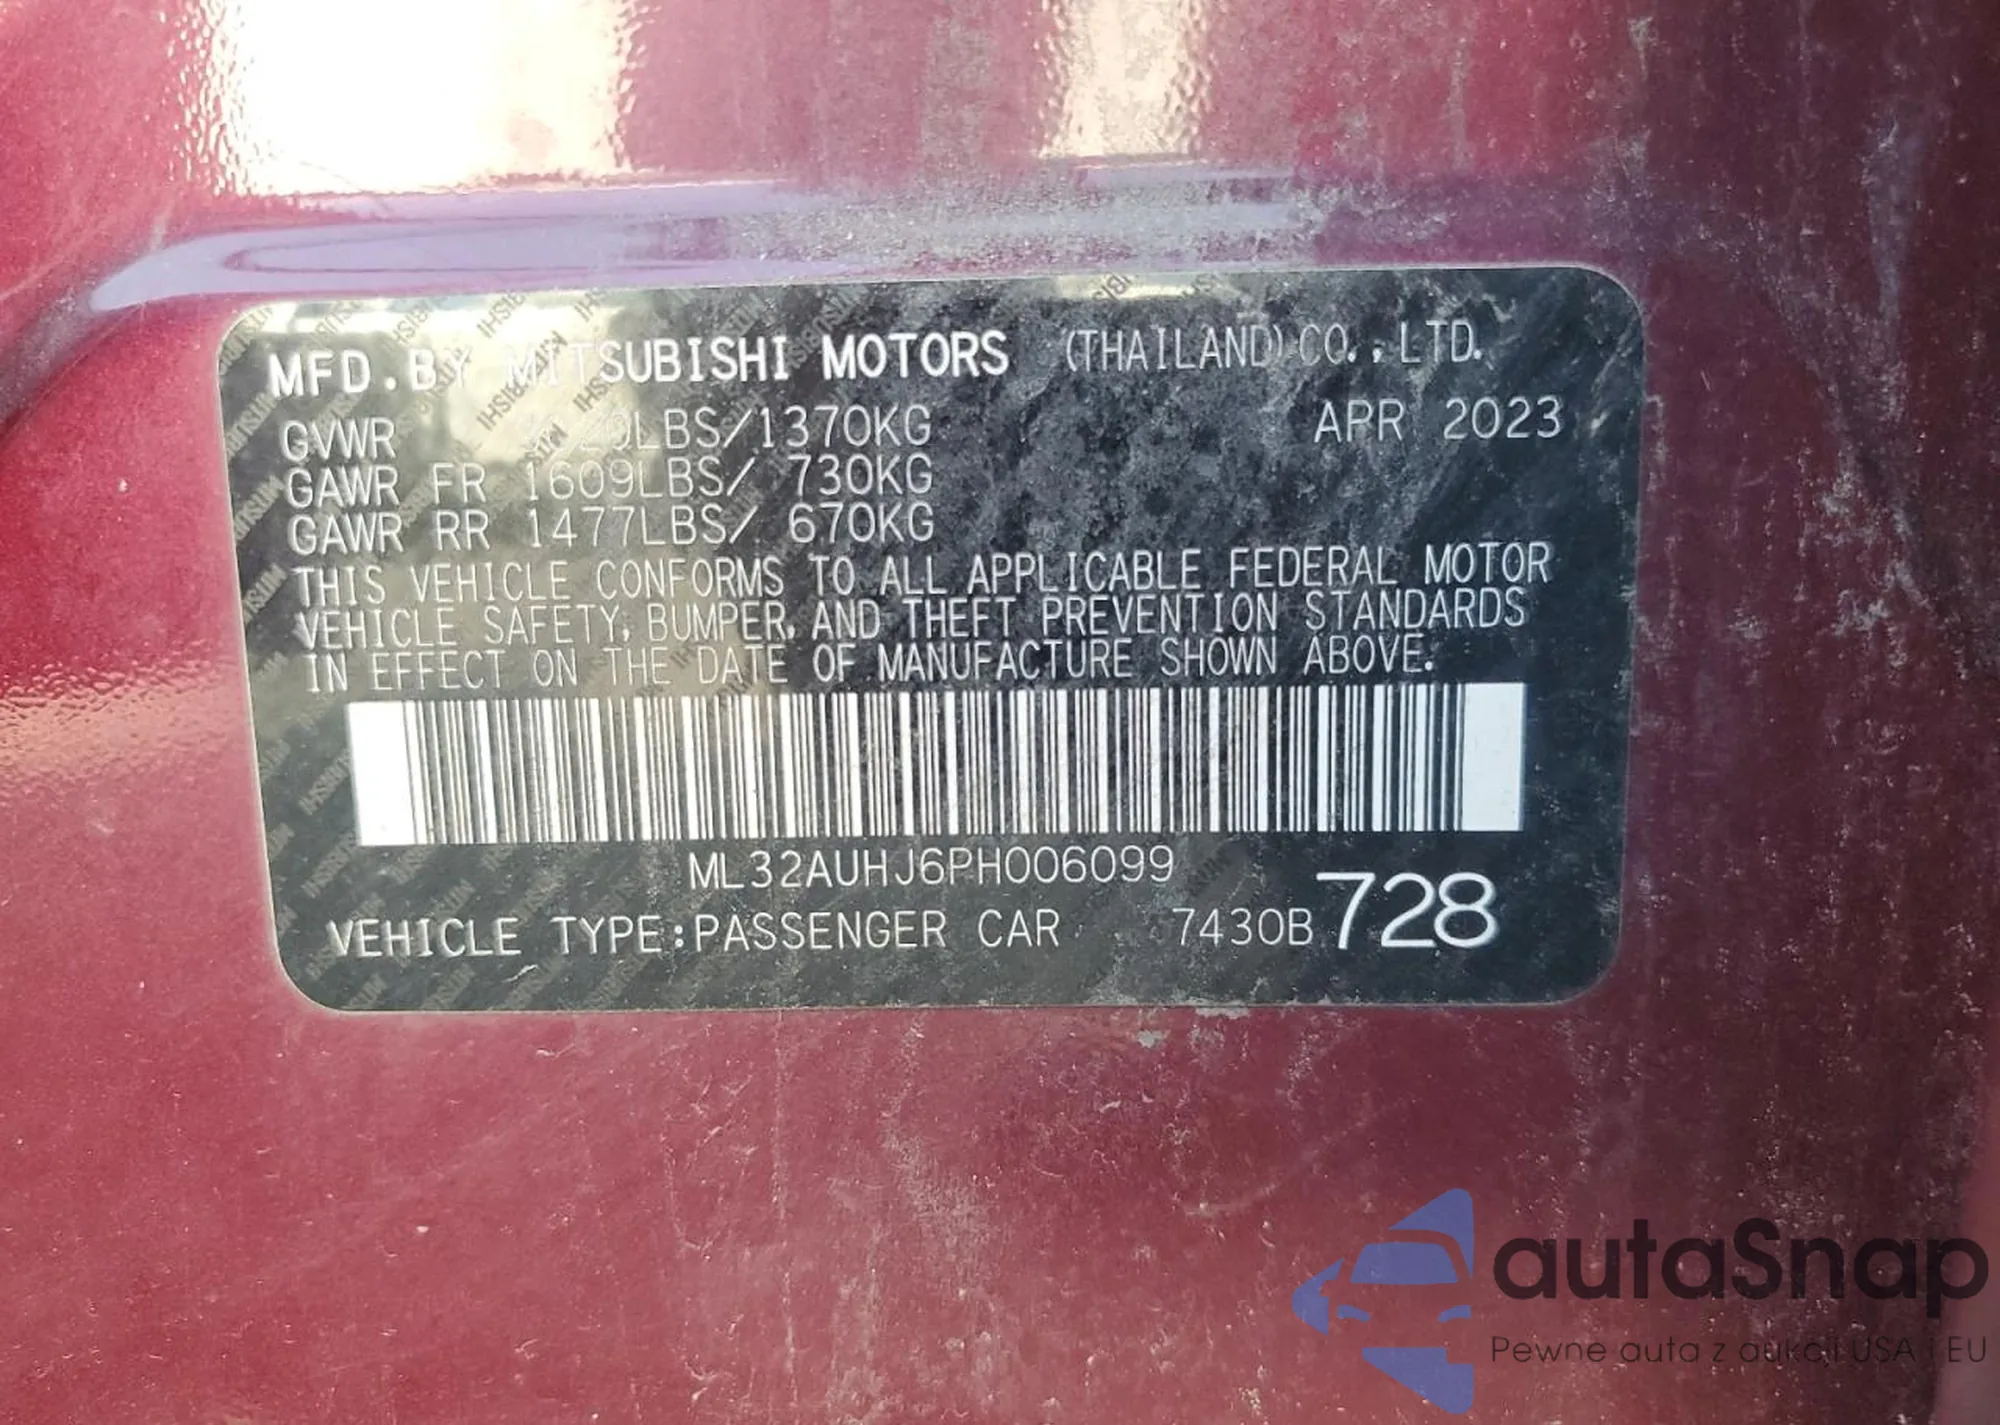 MFD. BY MITSUBISHI MOTORS (THAILAND) CO., LTD.
GVWR LBS/1370KG APR 2023
GAWR FR 1609LBS/ 730KG
GAWR RR 1477LBS/ 670KG
THIS VEHICLE CONFORMS TO ALL APPLICABLE FEDERAL MOTOR
VEHICLE SAFETY, BUMPER, AND THEFT PREVENTION STANDARDS
IN EFFECT ON THE DATE OF MANUFACTURE SHOWN ABOVE.
ML32AUHJ6PH006099
VEHICLE TYPE:PASSENGER CAR 7430B 728
autaSnap
Pewne auta z aukcji USA i EU